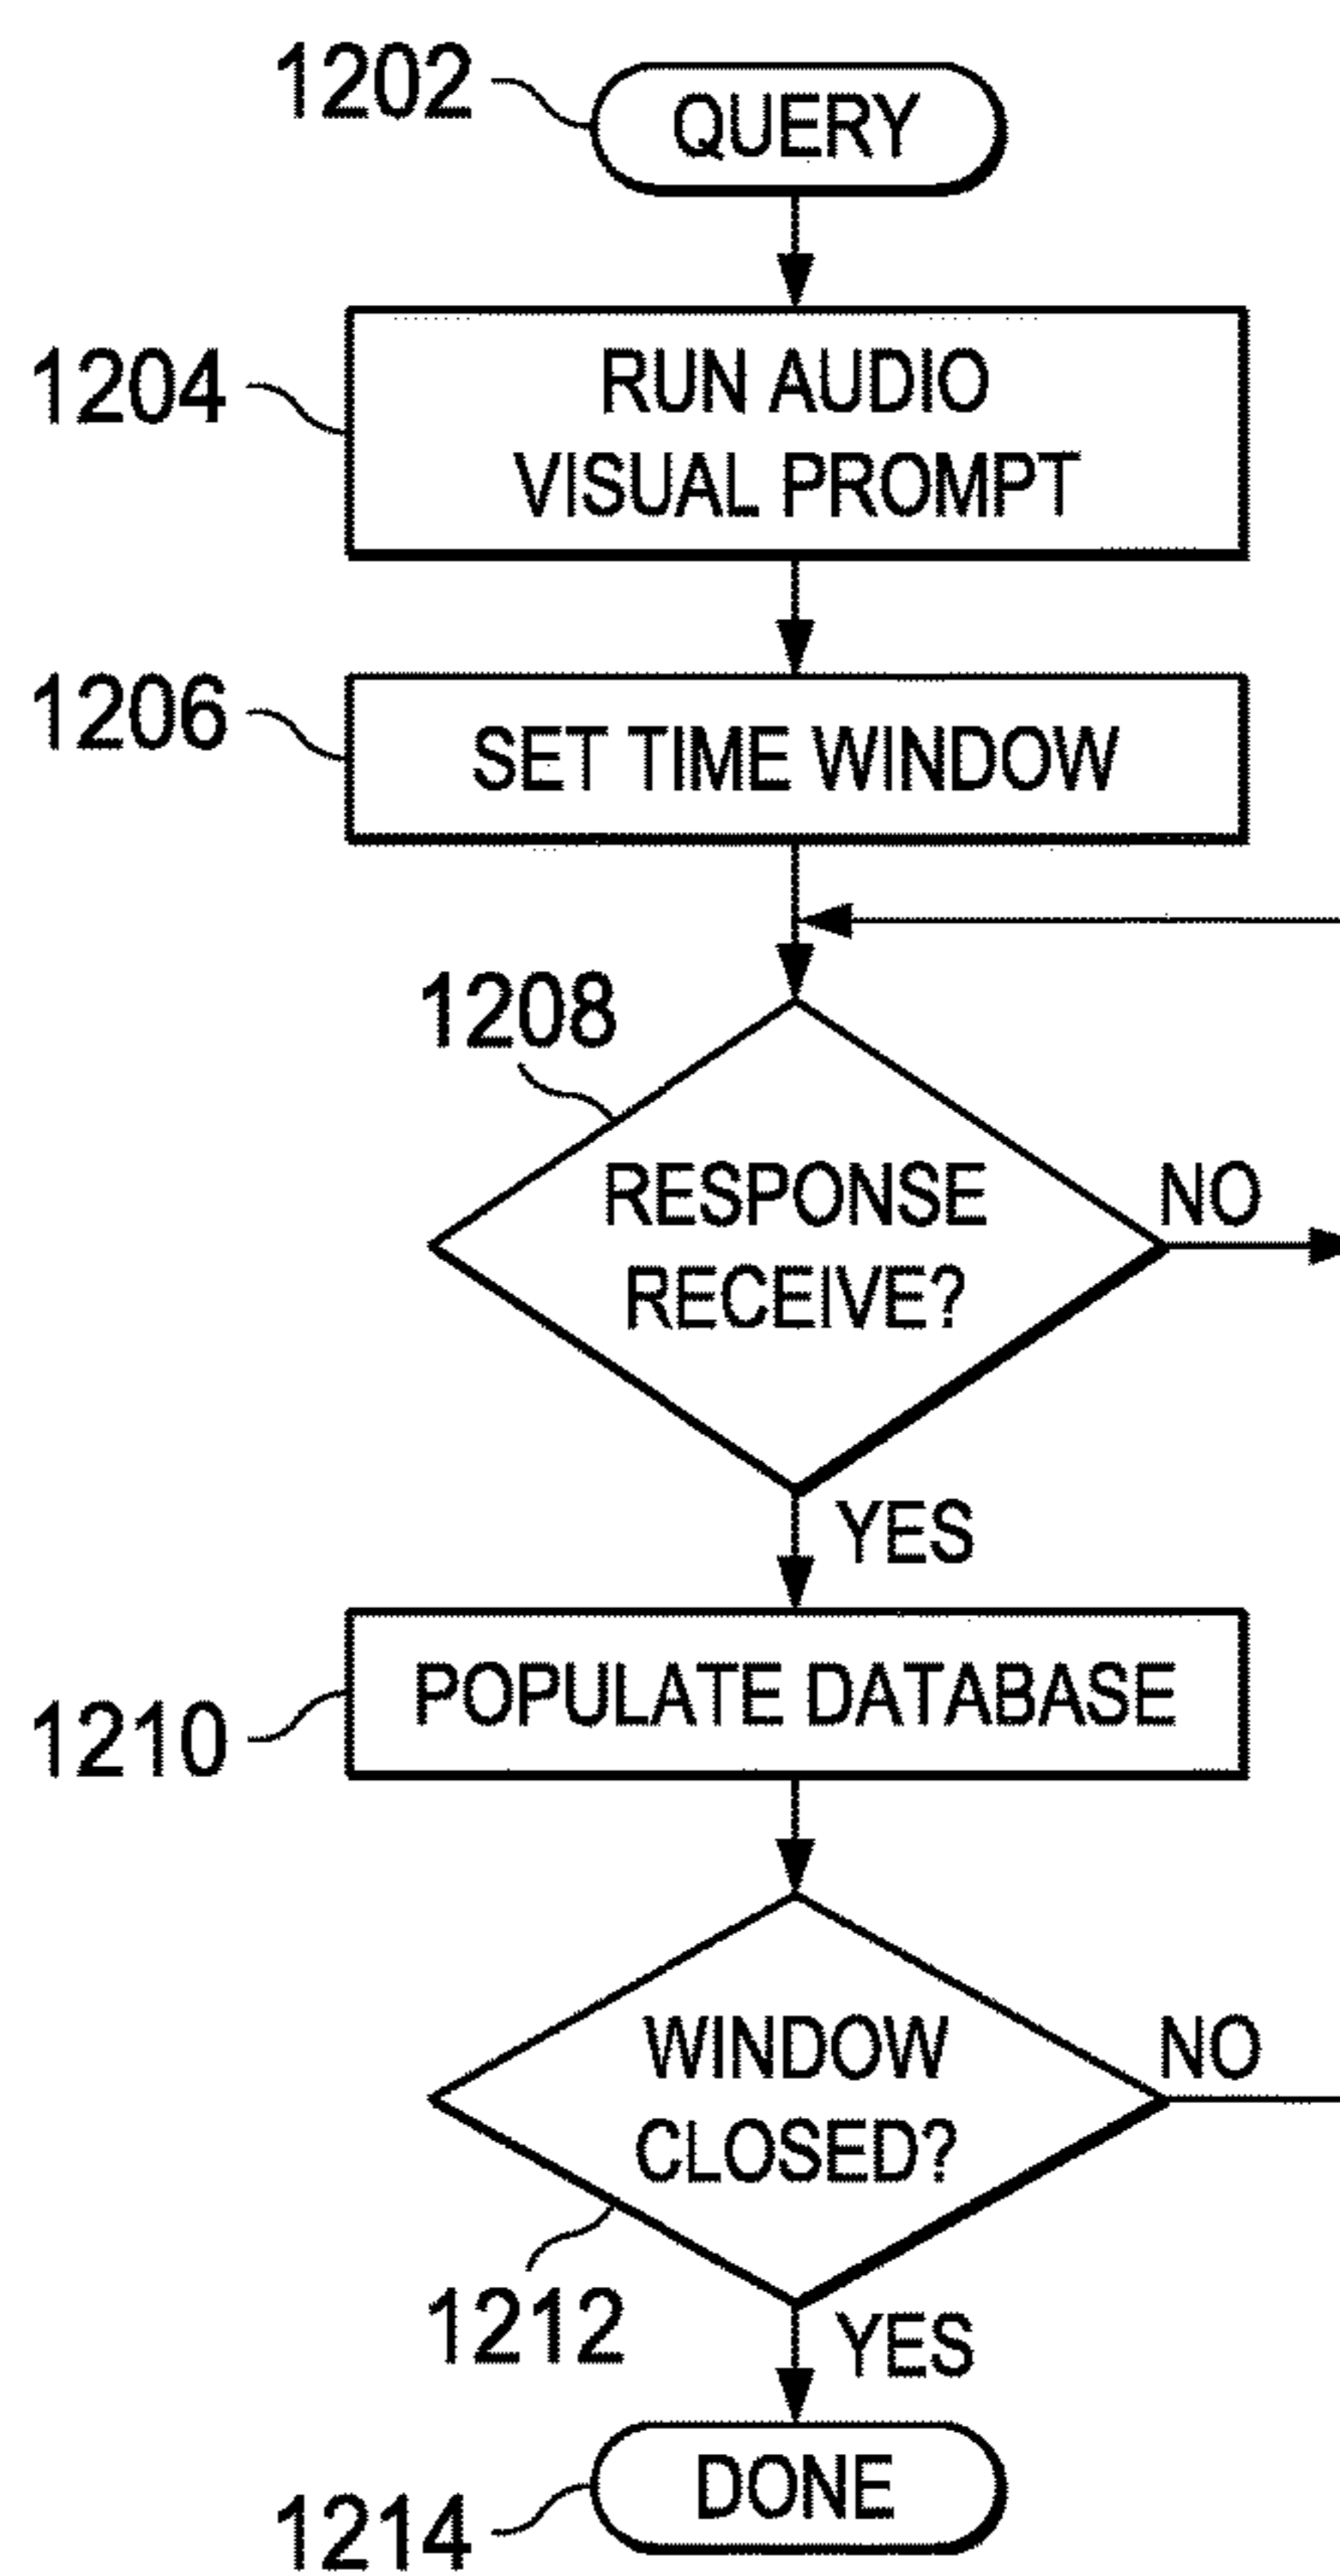 1202
QUERY
1204
RUN AUDIO
VISUAL PROMPT
1206
SET TIME WINDOW
1208
RESPONSE
RECEIVE?
NO
YES
1210
POPULATE DATABASE
WINDOW
CLOSED?
NO
1212
YES
DONE
1214